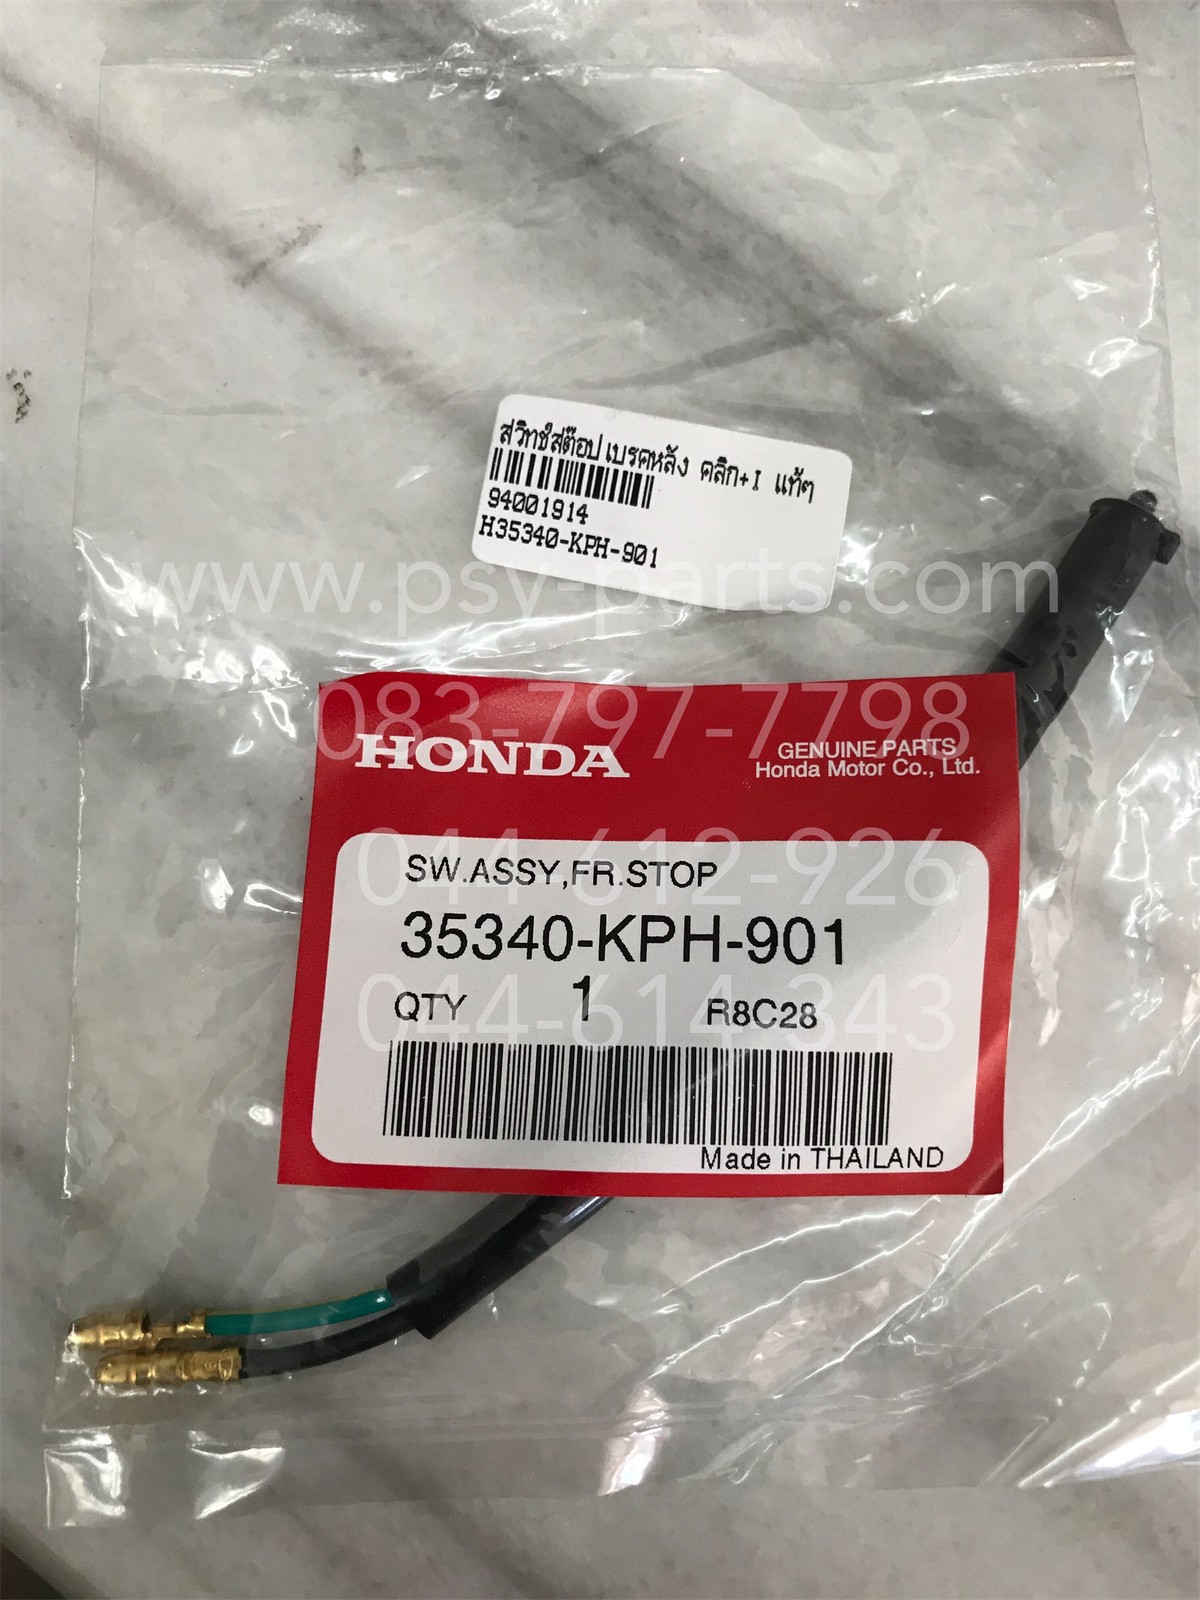 สวิทช์สต๊อปเบรคหลัง คลิก+I แท้ๆ
94001914
H35340-KPH-901
www.psy-parts.com
083-797-7798
HONDA
GENUINE PARTS
Honda Motor Co., Ltd.
044-612-926
SW.ASSY,FR.STOP
35340-KPH-901
044-614-343
QTY 1 R8C28
Made in THAILAND